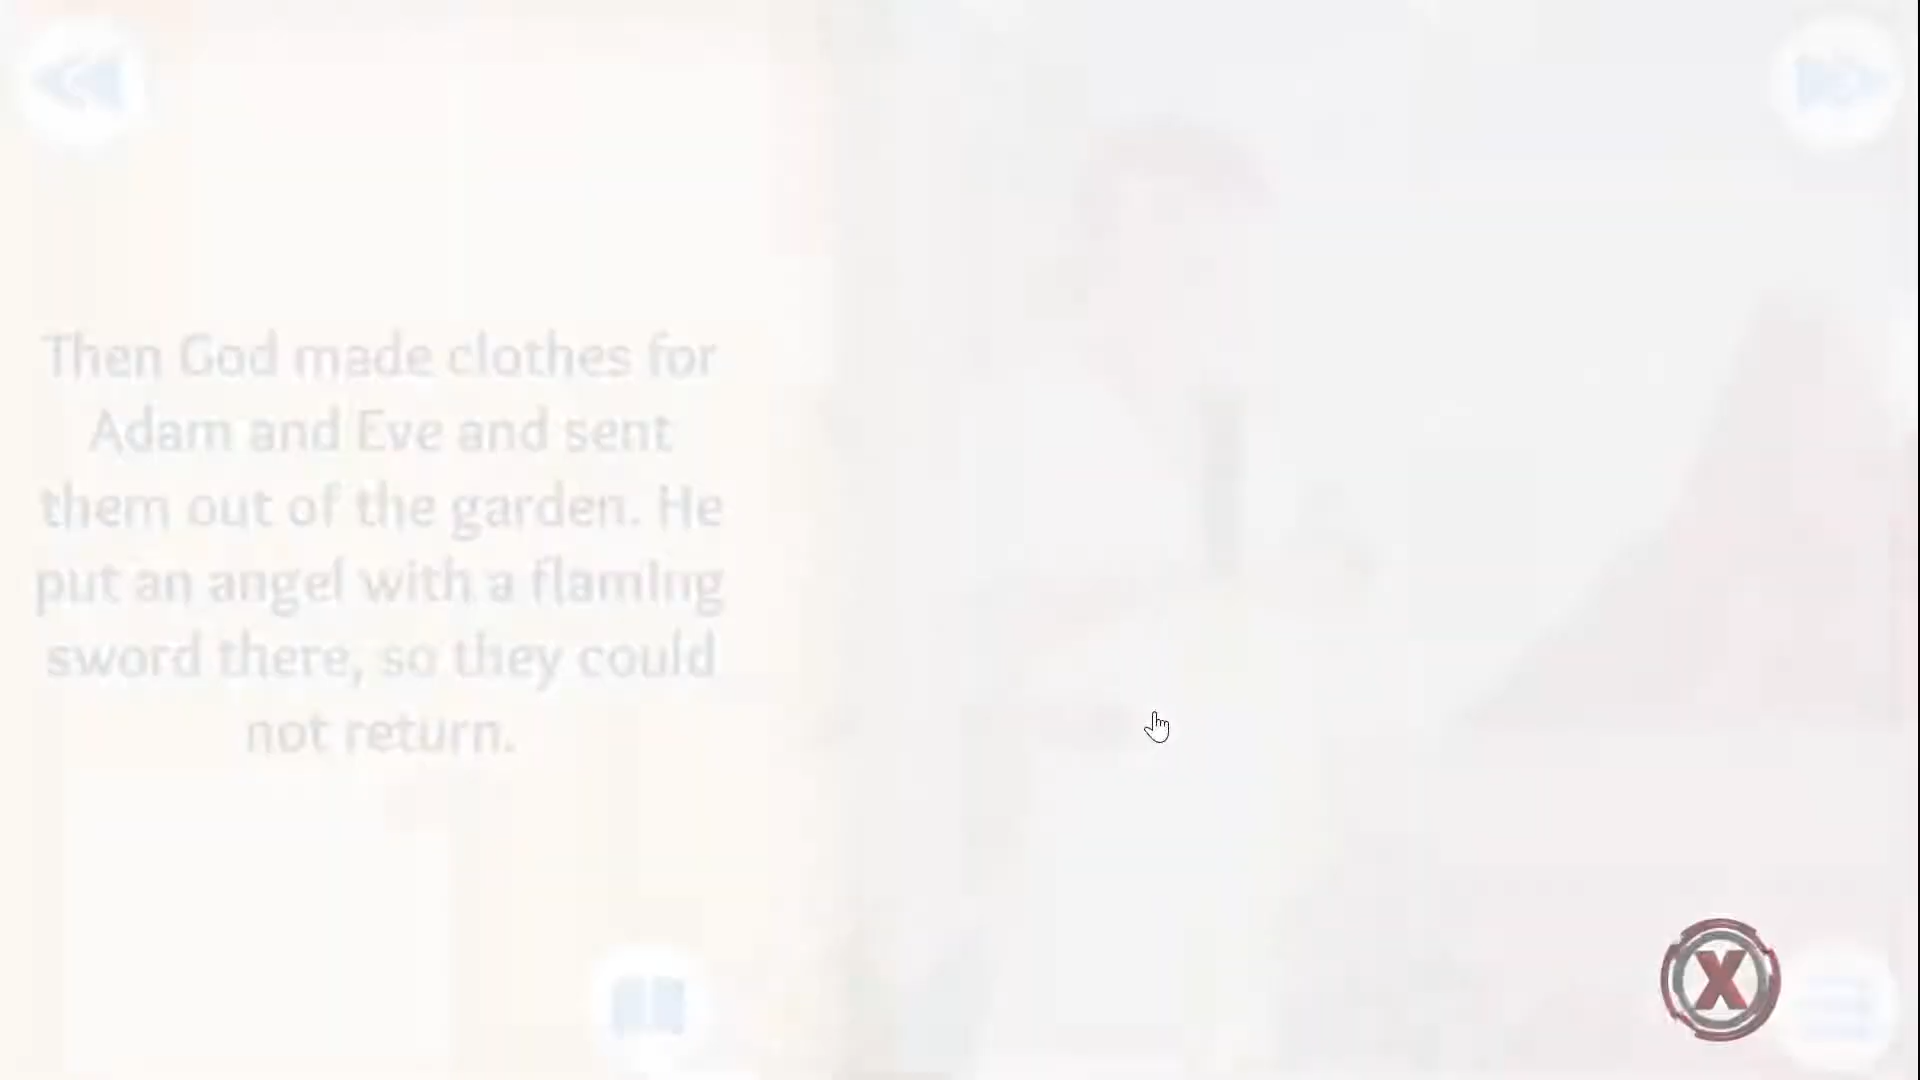 Then God made clothes for
Adam and Eve and sent
them out of the garden. He
put an angel with a flaming
sword there, so they could
not return.
X